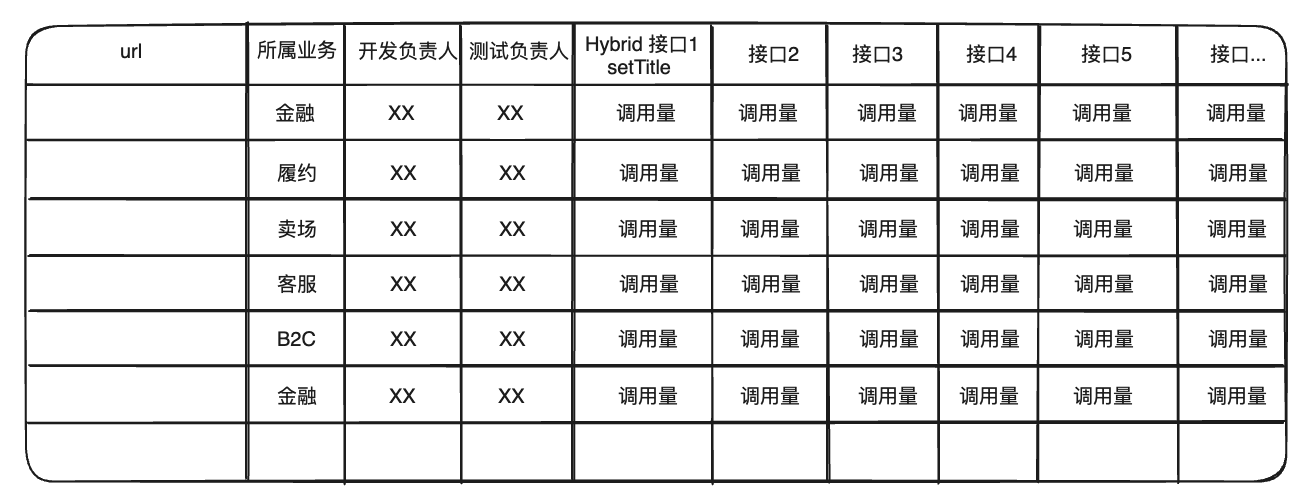 url 所属业务 开发负责人 测试负责人 Hybrid 接口1 接口2 接口3 接口4 接口5 接口...
setTitle
金融 XX XX 调用量 调用量 调用量 调用量 调用量 调用量
履约 XX XX 调用量 调用量 调用量 调用量 调用量 调用量
卖场 XX XX 调用量 调用量 调用量 调用量 调用量 调用量
客服 XX XX 调用量 调用量 调用量 调用量 调用量 调用量
B2C XX XX 调用量 调用量 调用量 调用量 调用量 调用量
金融 XX XX 调用量 调用量 调用量 调用量 调用量 调用量